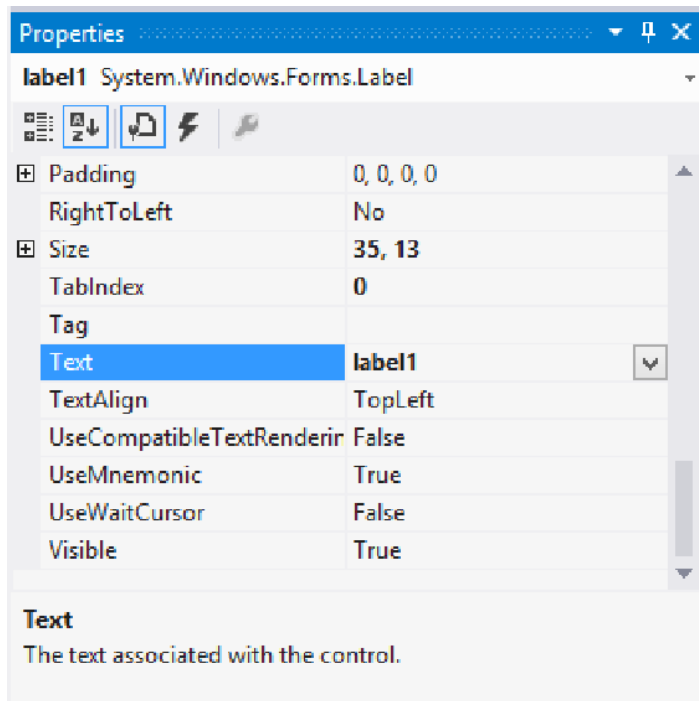 Properties
label1 System.Windows.Forms.Label
Padding 0, 0, 0, 0
RightToLeft No
Size 35, 13
TabIndex 0
Tag
Text label1
TextAlign TopLeft
UseCompatibleTextRenderin False
UseMnemonic True
UseWaitCursor False
Visible True
Text
The text associated with the control.